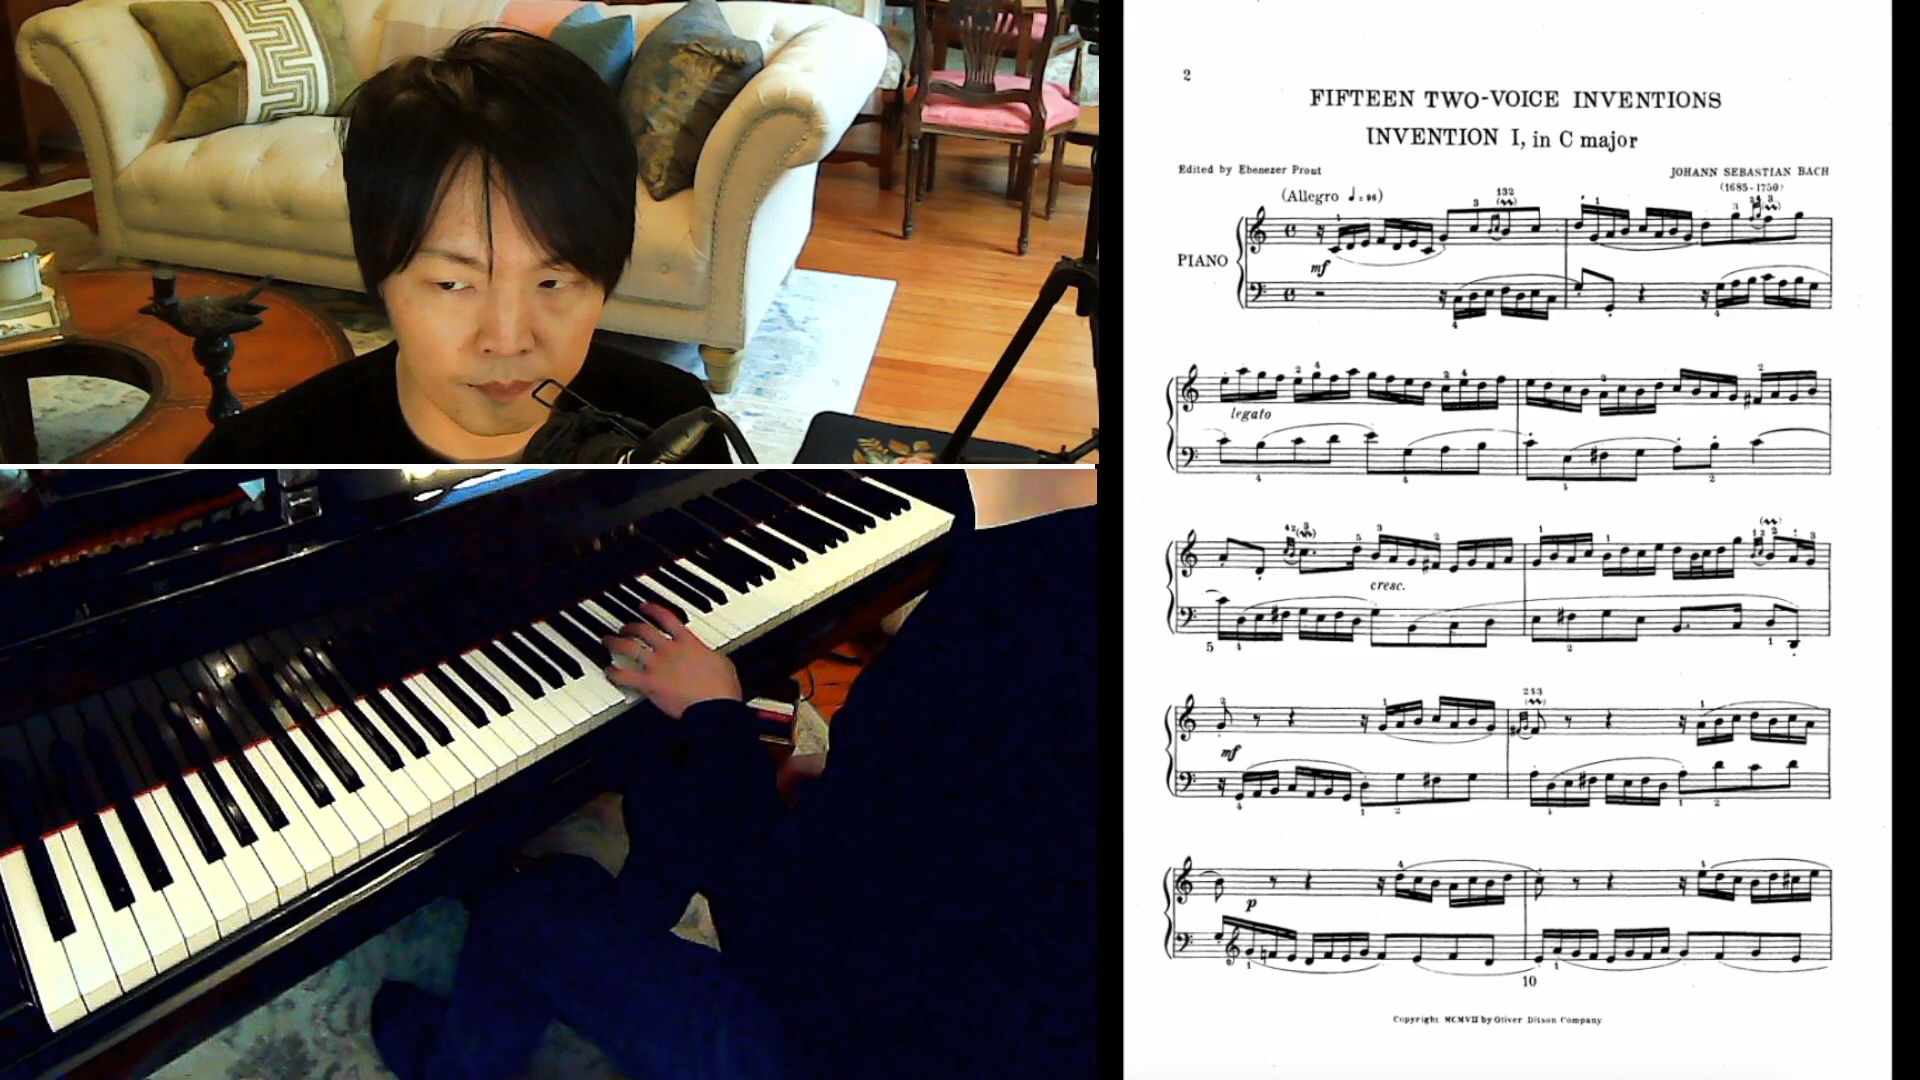 2
FIFTEEN TWO-VOICE INVENTIONS
INVENTION I, in C major
Edited by Ebenezer Prout
JOHANN SEBASTIAN BACH
(1685-1750)
(Allegro ♩= 96)
PIANO
mf
legato
cresc.
mf
p
10
Copyright MCMVII by Oliver Ditson Company